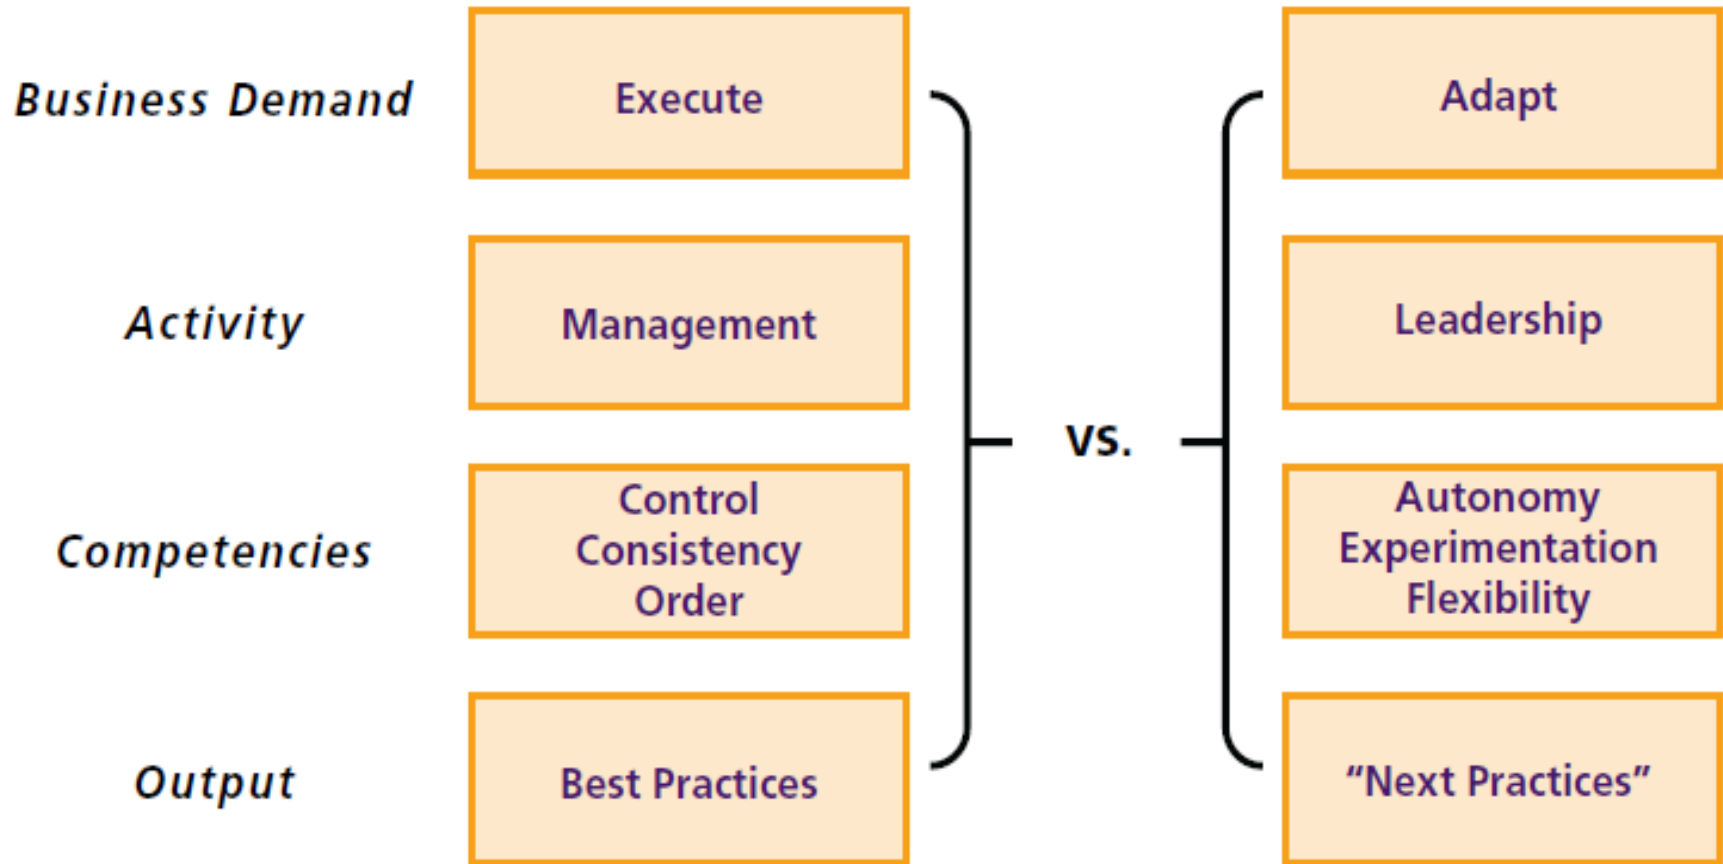 Business Demand
Execute
Adapt
Activity
Management
Leadership
vs.
Competencies
Control
Consistency
Order
Autonomy
Experimentation
Flexibility
Output
Best Practices
“Next Practices”